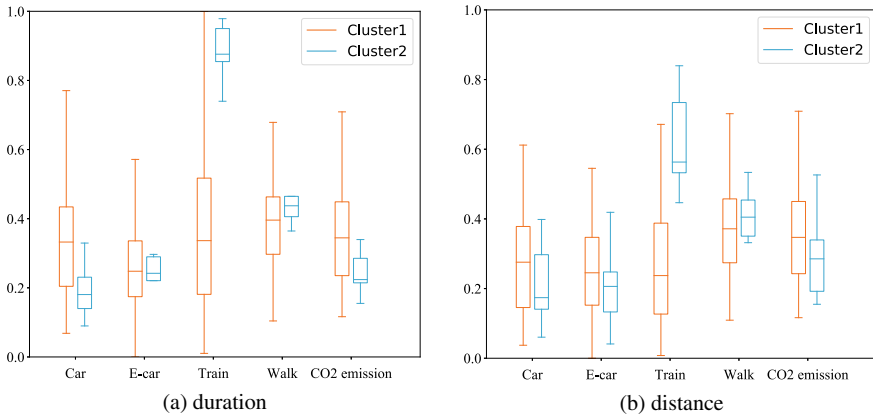 1.0
0.8
0.6
0.4
0.2
0.0
Cluster1
Cluster2
Car E-car Train Walk CO2 emission
(a) duration
1.0
0.8
0.6
0.4
0.2
0.0
Cluster1
Cluster2
Car E-car Train Walk CO2 emission
(b) distance